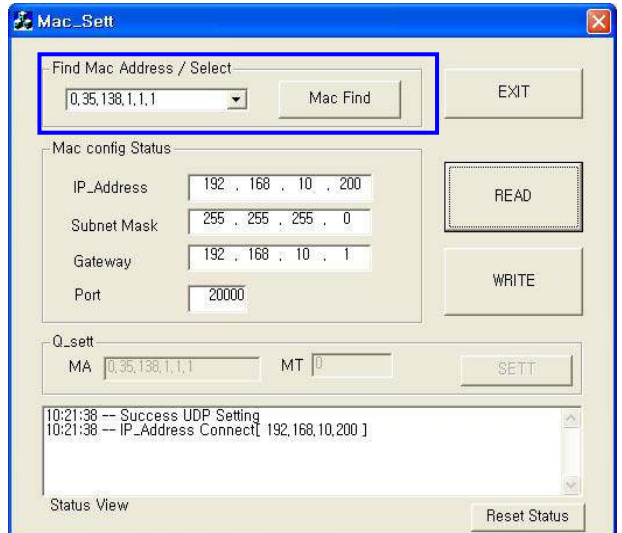 Mac_Sett
Find Mac Address / Select
0,35,138,1,1,1
Mac Find
EXIT
Mac config Status
IP_Address 192 . 168 . 10 . 200
READ
Subnet Mask 255 . 255 . 255 . 0
Gateway 192 . 168 . 10 . 1
WRITE
Port 20000
Q_sett
MA 0,35,138,1,1,1 MT 0 SETT
10:21:38 -- Success UDP Setting
10:21:38 -- IP_Address Connect[ 192,168,10,200 ]
Status View
Reset Status